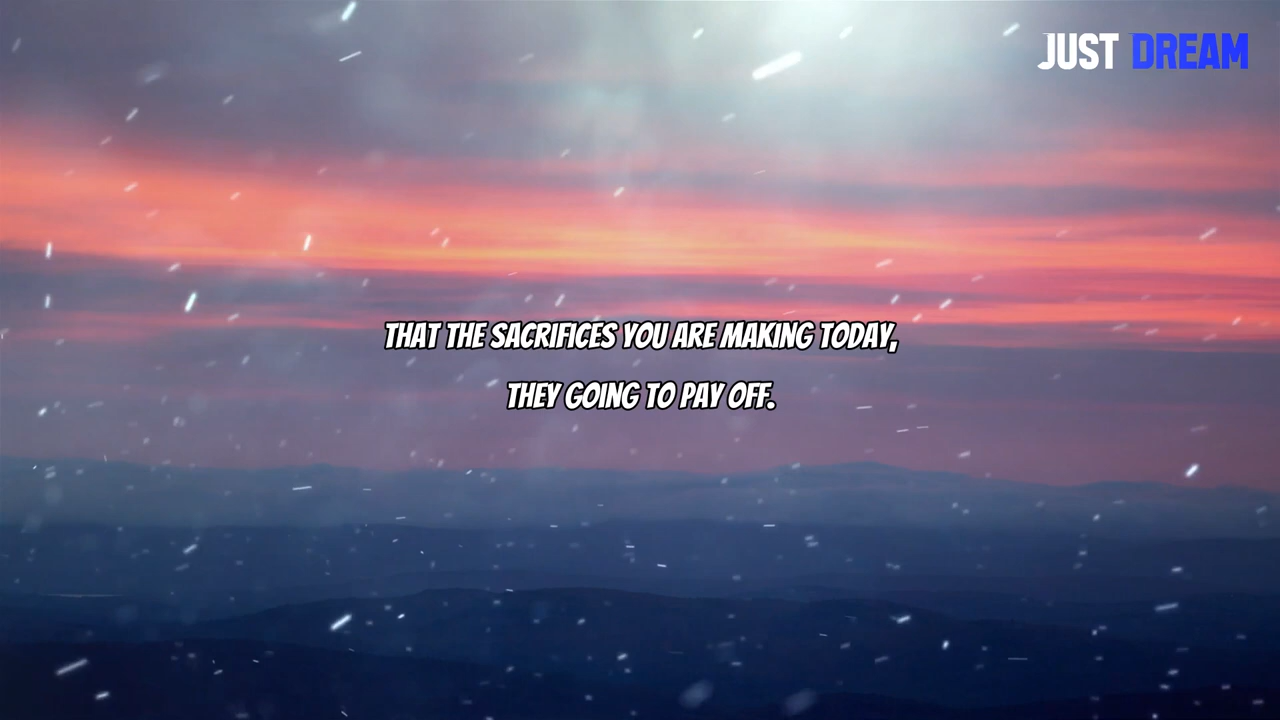 JUST DREAM
THAT THE SACRIFICES YOU ARE MAKING TODAY,
THEY GOING TO PAY OFF.